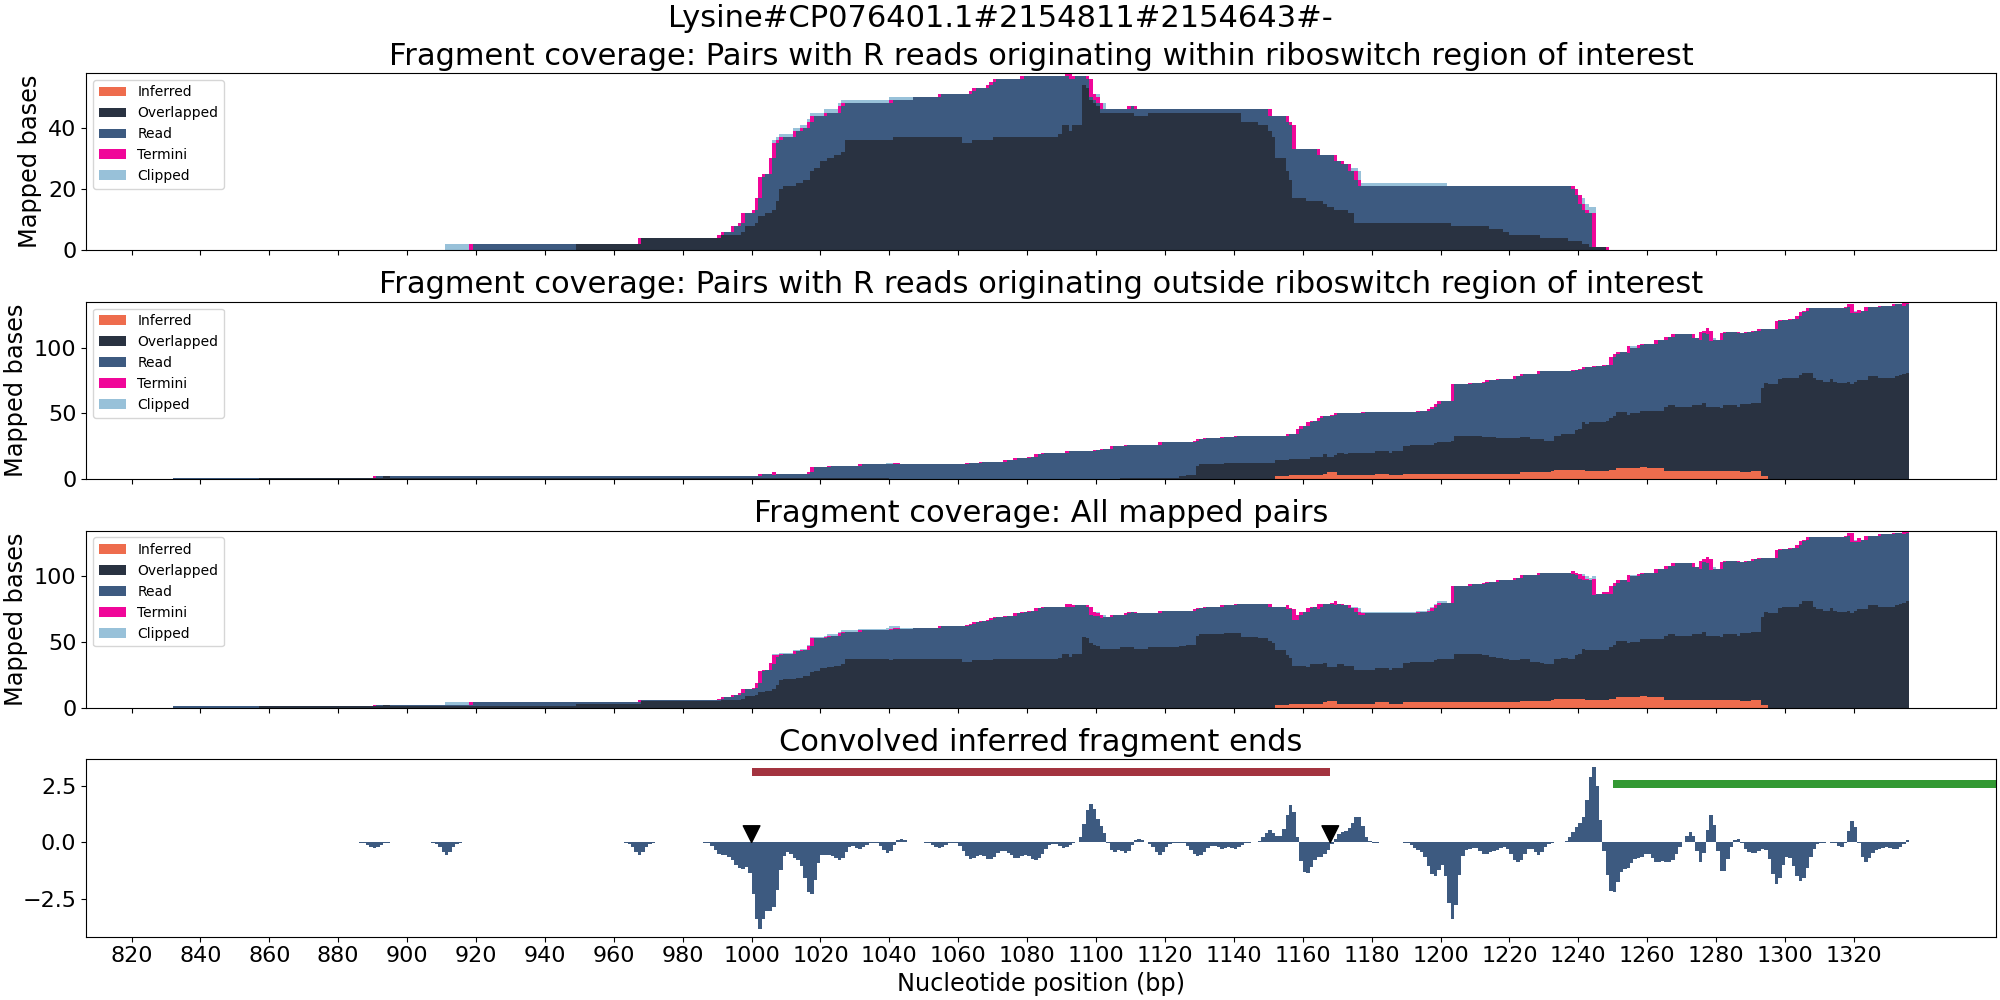 Lysine#CP076401.1#2154811#2154643#-
Fragment coverage: Pairs with R reads originating within riboswitch region of interest
Mapped bases
40
20
0
Inferred
Overlapped
Read
Termini
Clipped
Fragment coverage: Pairs with R reads originating outside riboswitch region of interest
Mapped bases
100
50
0
Inferred
Overlapped
Read
Termini
Clipped
Fragment coverage: All mapped pairs
Mapped bases
100
50
0
Inferred
Overlapped
Read
Termini
Clipped
Convolved inferred fragment ends
2.5
0.0
−2.5
820 840 860 880 900 920 940 960 980 1000 1020 1040 1060 1080 1100 1120 1140 1160 1180 1200 1220 1240 1260 1280 1300 1320
Nucleotide position (bp)